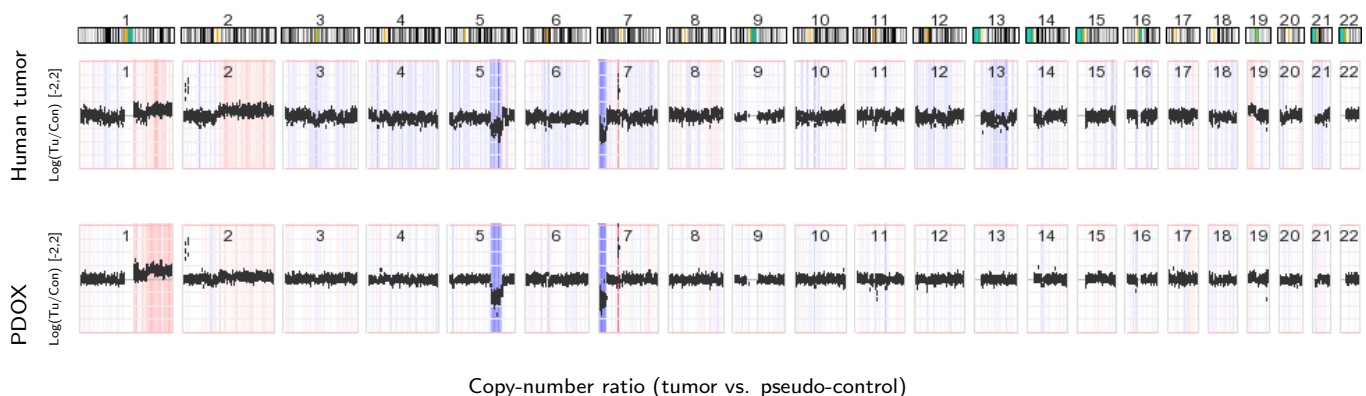 1 2 3 4 5 6 7 8 9 10 11 12 13 14 15 16 17 18 19 20 21 22
Human tumor
Log(Tu/Con) [-2,2]
1 2 3 4 5 6 7 8 9 10 11 12 13 14 15 16 17 18 19 20 21 22
PDOX
Log(Tu/Con) [-2,2]
1 2 3 4 5 6 7 8 9 10 11 12 13 14 15 16 17 18 19 20 21 22
Copy-number ratio (tumor vs. pseudo-control)